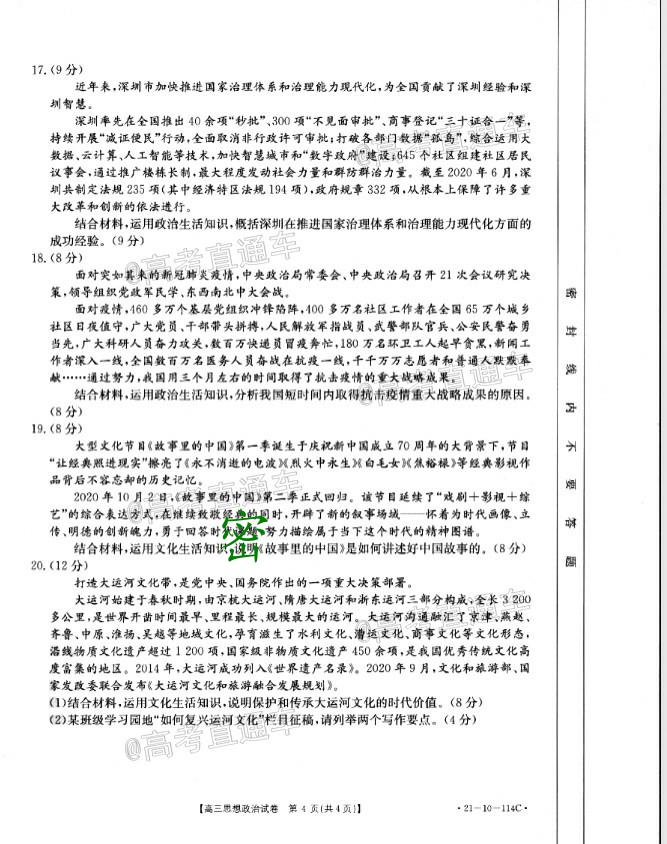 17.(9分)
近年来,深圳市加快推进国家治理体系和治理能力现代化,为全国贡献了深圳经验和深
圳智慧。
深圳率先在全国推出40余项“秒批”、300项“不见面审批”、商事登记“三十证合一”等,
持续开展“减证便民”行动,全面取消非行政许可审批;打破各部门数据“孤岛”,综合运用大
数据、云计算、人工智能等技术,加快智慧城市和“数字政府”建设;645个社区组建社区居民
议事会,通过推广楼栋长制,最大程度发动社会力量和群防群治力量。截至2020年6月,深
圳共制定法规235项(其中经济特区法规194项),政府规章332项,从根本上保障了许多重
大改革和创新的依法进行。
结合材料,运用政治生活知识,概括深圳在推进国家治理体系和治理能力现代化方面的
成功经验。(9分)
18.(8分)
面对突如其来的新冠肺炎疫情,中央政治局常委会、中央政治局召开21次会议研究决
策,领导组织党政军民学、东西南北中大会战。
面对疫情,460多万个基层党组织冲锋陷阵,400多万名社区工作者在全国65万个城乡
社区日夜值守,广大党员、干部带头拼搏,人民解放军指战员、武警部队官兵、公安民警奋勇
当先,广大科研人员奋力攻关,数百万快递员冒疫奔忙,180万名环卫工人起早贪黑,新闻工
作者深入一线,全国数百万名医务人员奋战在抗疫一线,千千万万志愿者和普通人默默奉
献……通过努力,我国用三个月左右的时间取得了抗击疫情的重大战略成果。
结合材料,运用政治生活知识,分析我国短时间内取得抗击疫情重大战略成果的原因。
(8分)
19.(8分)
大型文化节目《故事里的中国》第一季诞生于庆祝新中国成立70周年的大背景下,节目
“让经典照进现实”擦亮了《永不消逝的电波》《烈火中永生》《白毛女》《焦裕禄》等经典影视作
品背后不容忘却的历史记忆。
2020年10月2日,《故事里的中国》第二季正式回归。该节目延续了“戏剧+影视+综
艺”的综合表达方式,在继续致敬经典的同时,开辟了新的叙事场域——怀着为时代画像、立
传、明德的创新魄力,勇于回答时代课题,努力描绘属于当下这个时代的精神图谱。
结合材料,运用文化生活知识,说明《故事里的中国》是如何讲述好中国故事的。(8分)
20.(12分)
打造大运河文化带,是党中央、国务院作出的一项重大决策部署。
大运河始建于春秋时期,由京杭大运河、隋唐大运河和浙东运河三部分构成,全长3 200
多公里,是世界开凿时间最早、里程最长、规模最大的运河。大运河沟通融汇了京津、燕赵、
齐鲁、中原、淮扬、吴越等地域文化,孕育滋生了水利文化、漕运文化、商事文化等文化形态,
沿线物质文化遗产超过1 200项,国家级非物质文化遗产450余项,是我国优秀传统文化高
度富集的地区。2014年,大运河成功列入《世界遗产名录》。2020年9月,文化和旅游部、国
家发改委联合发布《大运河文化和旅游融合发展规划》。
(1)结合材料,运用文化生活知识,说明保护和传承大运河文化的时代价值。(8分)
(2)某班级学习园地“如何复兴运河文化”栏目征稿,请列举两个写作要点。(4分)
【高三思想政治试卷 第4页(共4页)】
·21-10-114C·
密封线内不要答题
密
@高考直通车
@高考直通车
@高考直通车
@高考直通车
@高考直通车